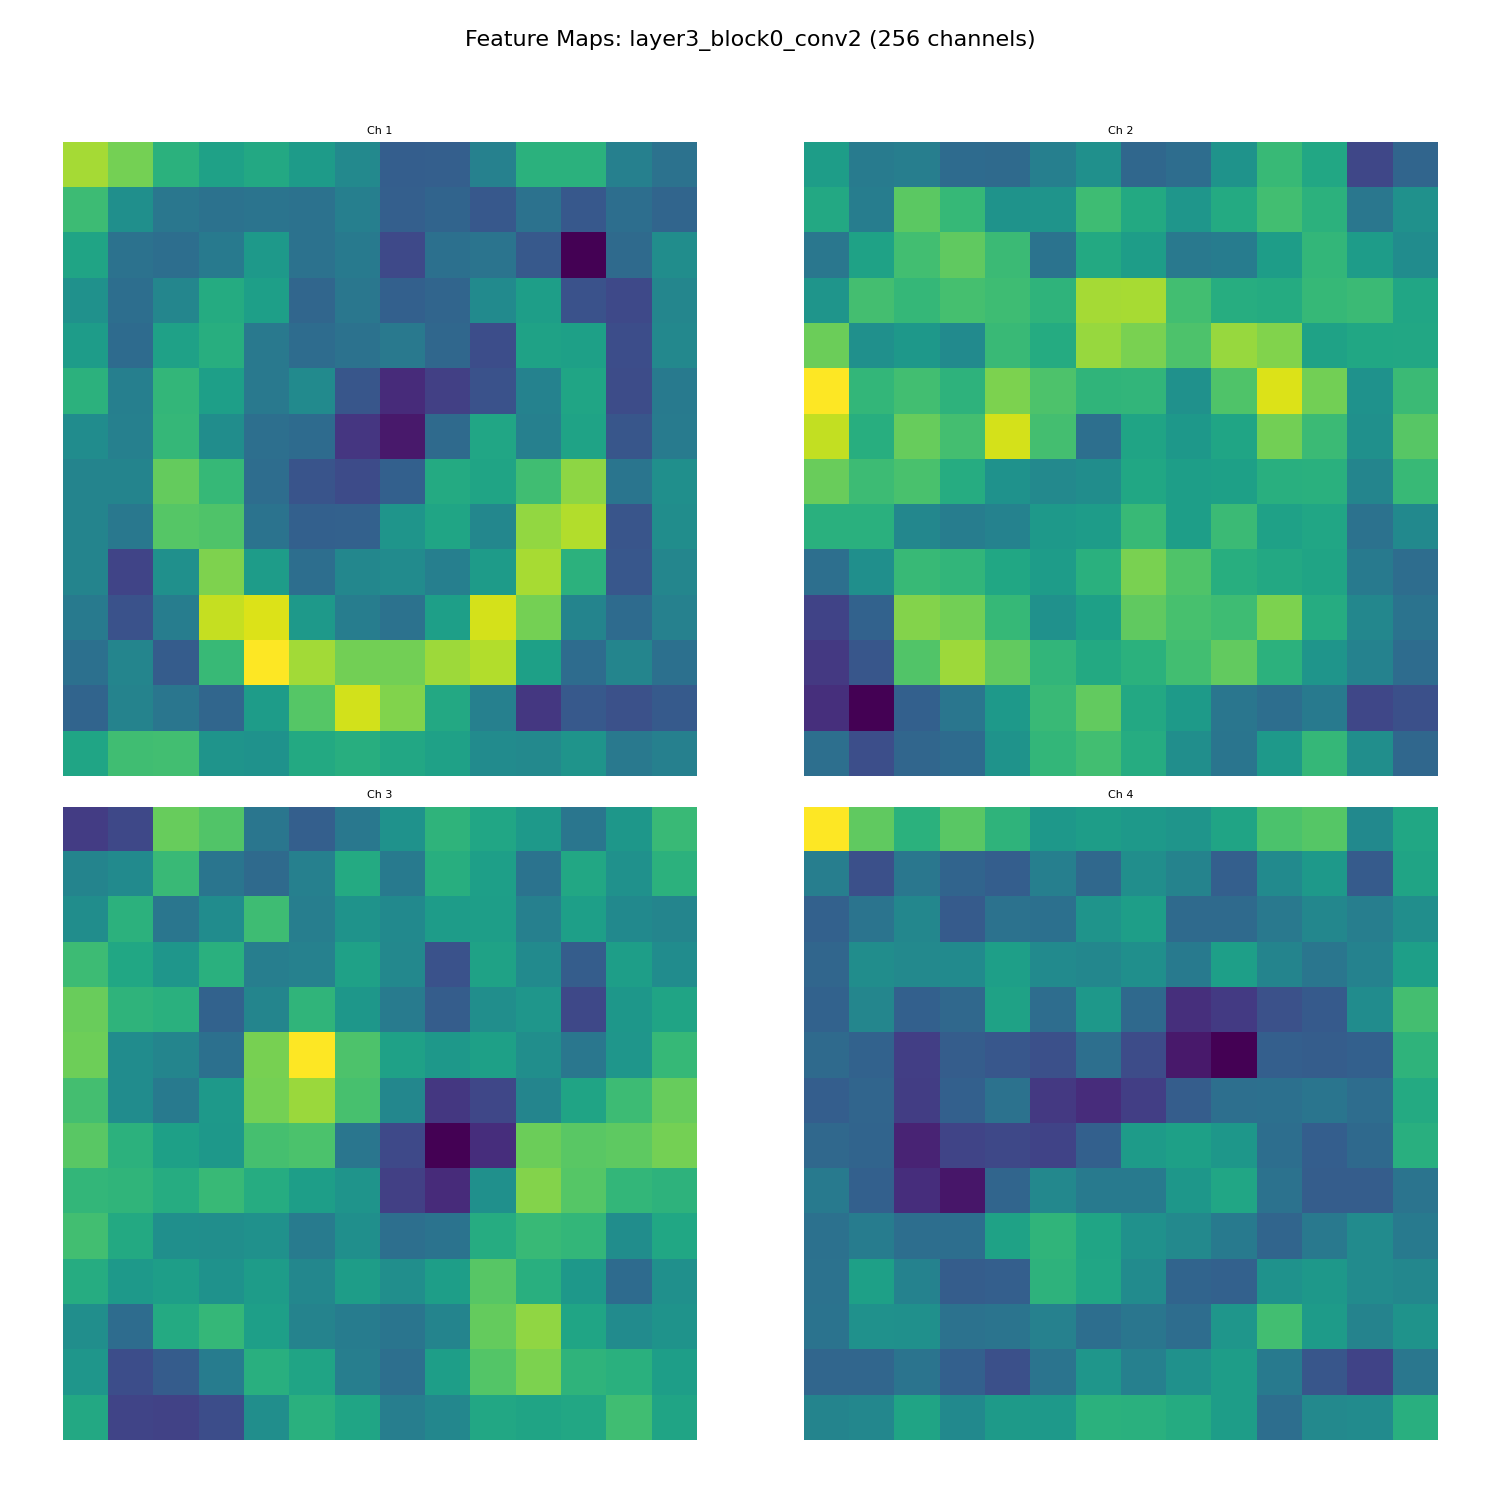 Feature Maps: layer3_block0_conv2 (256 channels)
Ch 1
Ch 2
Ch 3
Ch 4